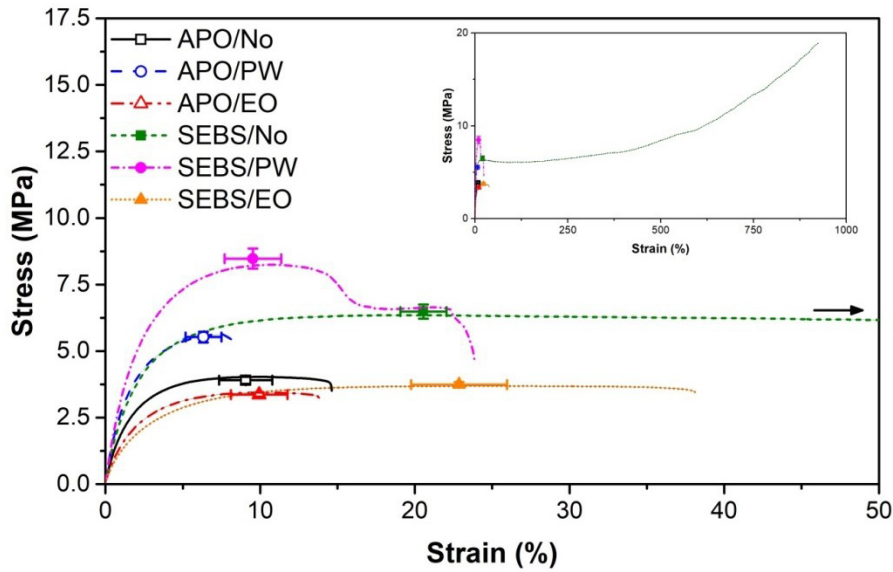 17.5
15.0
12.5
10.0
7.5
5.0
2.5
0.0
Stress (MPa)
APO/No
APO/PW
APO/EO
SEBS/No
SEBS/PW
SEBS/EO
20
10
0
Stress (MPa)
0 250 500 750 1000
Strain (%)
0 10 20 30 40 50
Strain (%)